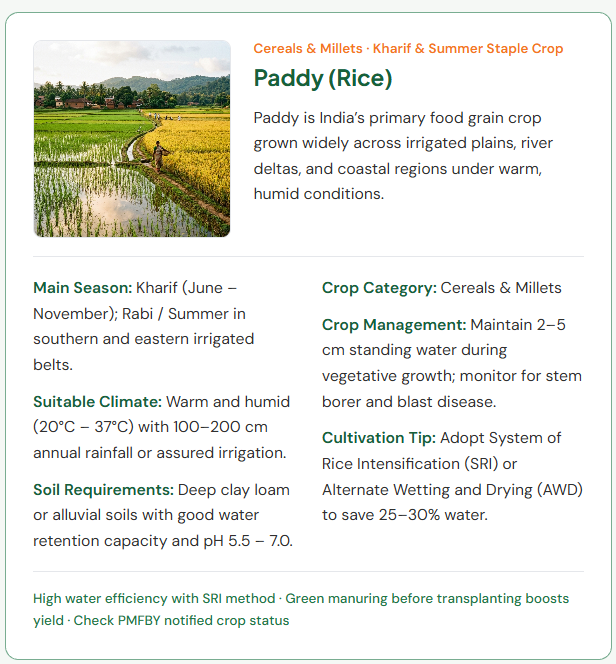 Cereals & Millets · Kharif & Summer Staple Crop
Paddy (Rice)
Paddy is India’s primary food grain crop
grown widely across irrigated plains, river
deltas, and coastal regions under warm,
humid conditions.
Main Season: Kharif (June –
November); Rabi / Summer in
southern and eastern irrigated
belts.
Suitable Climate: Warm and humid
(20°C – 37°C) with 100–200 cm
annual rainfall or assured irrigation.
Soil Requirements: Deep clay loam
or alluvial soils with good water
retention capacity and pH 5.5 – 7.0.
Crop Category: Cereals & Millets
Crop Management: Maintain 2–5
cm standing water during
vegetative growth; monitor for stem
borer and blast disease.
Cultivation Tip: Adopt System of
Rice Intensification (SRI) or
Alternate Wetting and Drying (AWD)
to save 25–30% water.
High water efficiency with SRI method · Green manuring before transplanting boosts
yield · Check PMFBY notified crop status